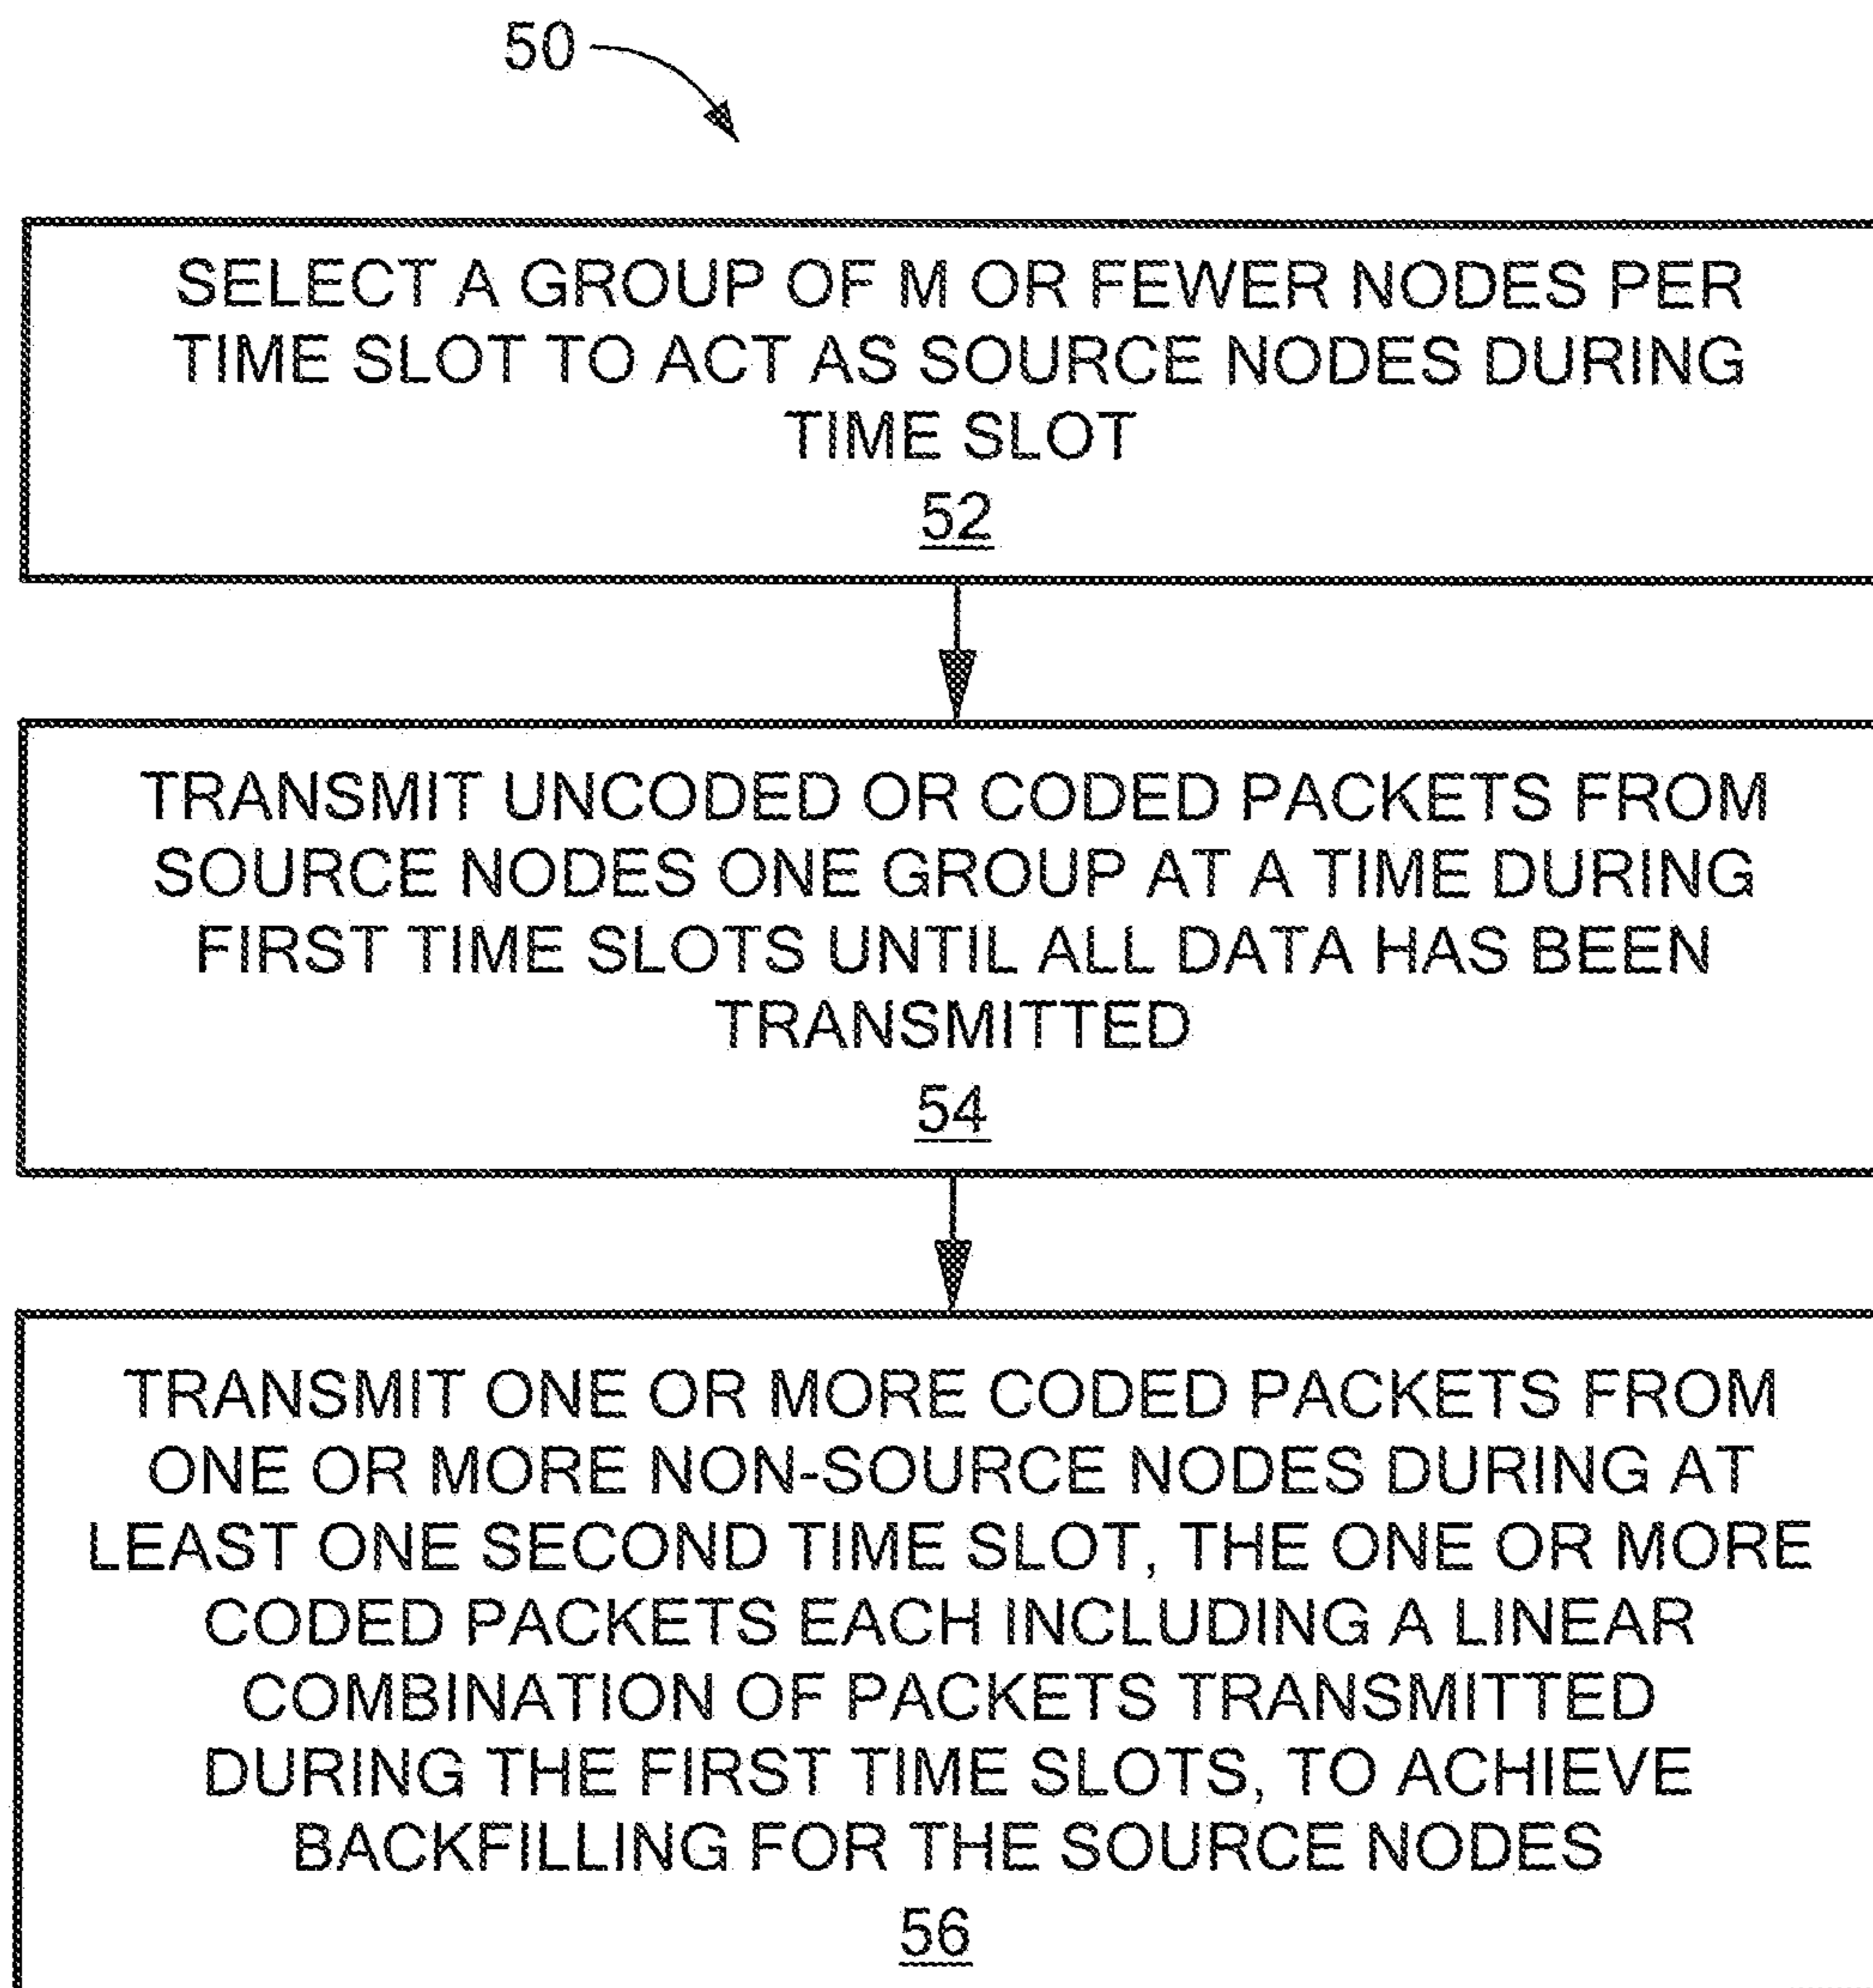 50
SELECT A GROUP OF M OR FEWER NODES PER
TIME SLOT TO ACT AS SOURCE NODES DURING
TIME SLOT
52
TRANSMIT UNCODED OR CODED PACKETS FROM
SOURCE NODES ONE GROUP AT A TIME DURING
FIRST TIME SLOTS UNTIL ALL DATA HAS BEEN
TRANSMITTED
54
TRANSMIT ONE OR MORE CODED PACKETS FROM
ONE OR MORE NON-SOURCE NODES DURING AT
LEAST ONE SECOND TIME SLOT, THE ONE OR MORE
CODED PACKETS EACH INCLUDING A LINEAR
COMBINATION OF PACKETS TRANSMITTED
DURING THE FIRST TIME SLOTS, TO ACHIEVE
BACKFILLING FOR THE SOURCE NODES
56